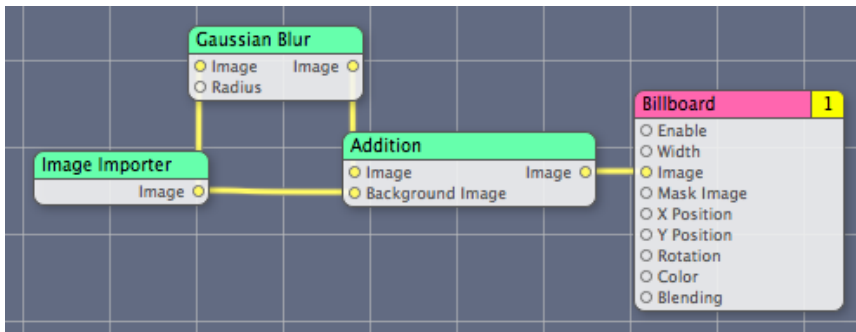 Gaussian Blur
Image Image
Radius
Image Importer
Image
Addition
Image Image
Background Image
Billboard 1
Enable
Width
Image
Mask Image
X Position
Y Position
Rotation
Color
Blending